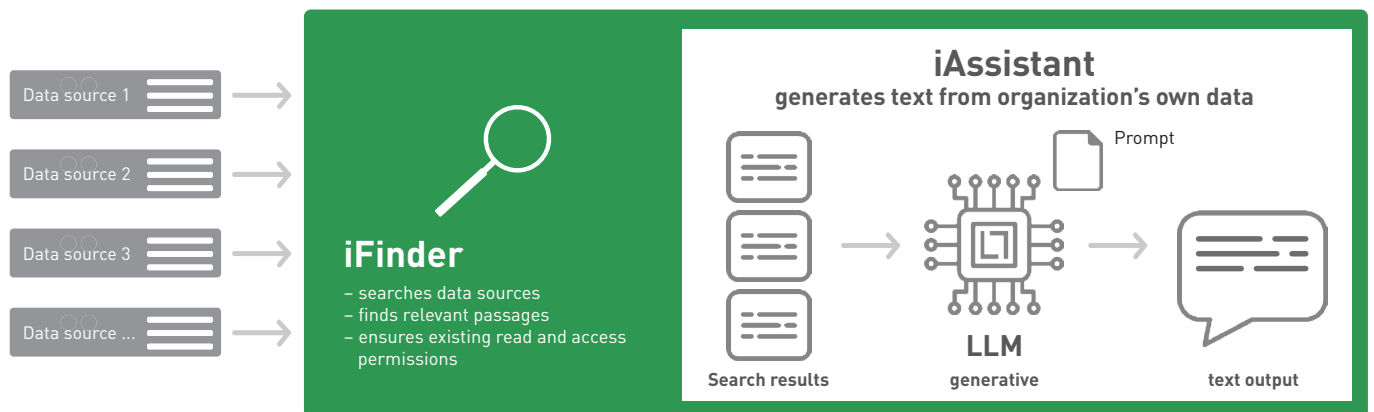 Data source 1
Data source 2
Data source 3
Data source ...
iFinder
– searches data sources
– finds relevant passages
– ensures existing read and access
permissions
iAssistant
generates text from organization’s own data
Prompt
Search results
LLM
generative
text output